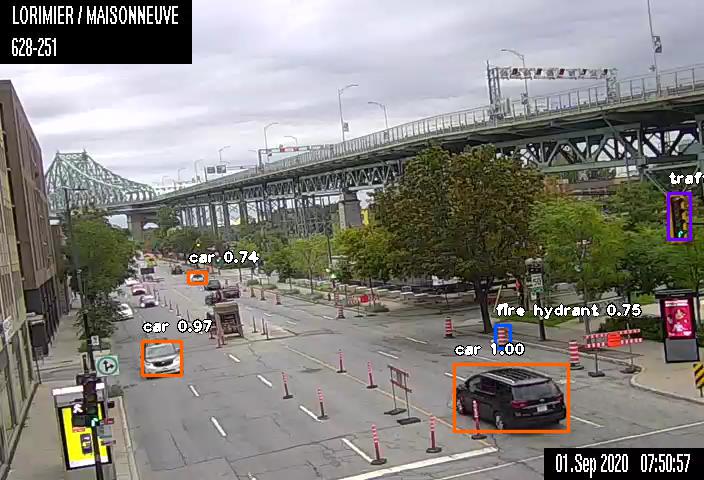 LORIMIER / MAISONNEUVE
628-251
traf
car 0.74
fire hydrant 0.75
car 0.97
car 1.00
01.Sep 2020 07:50:57